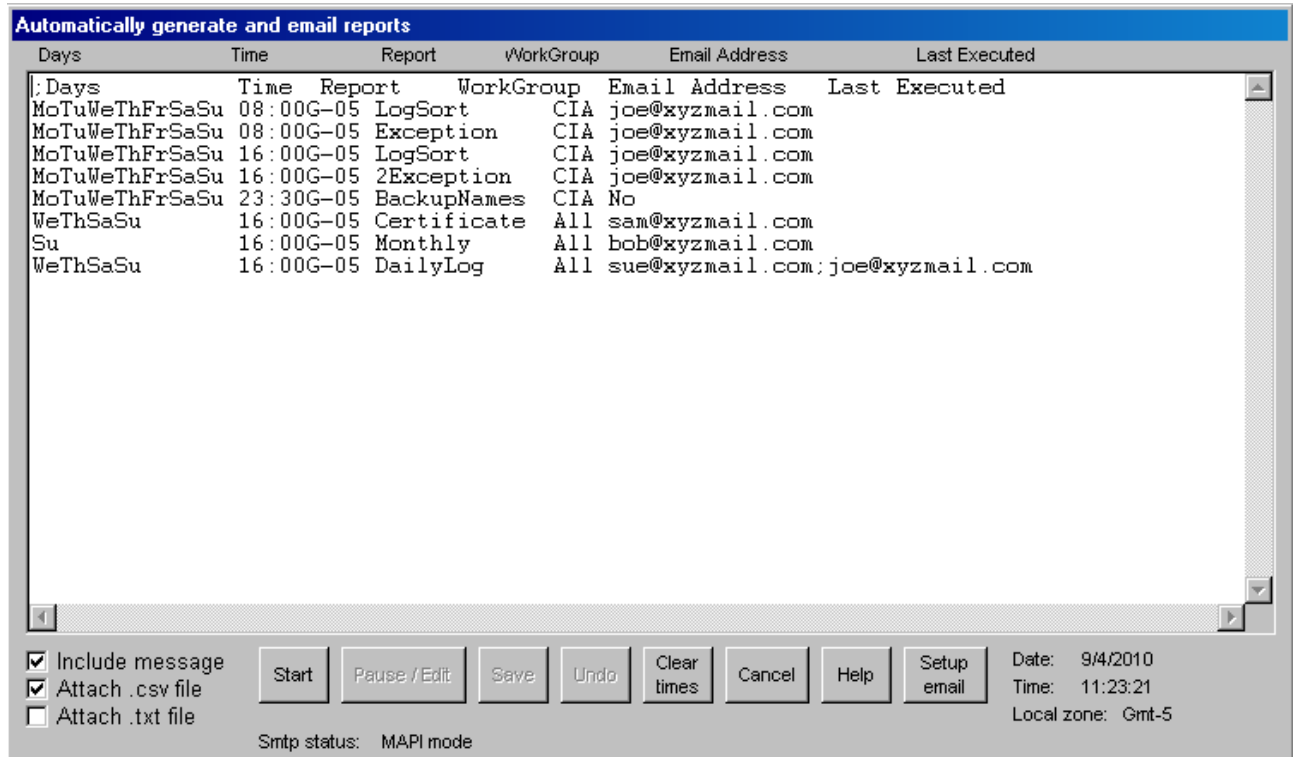 Automatically generate and email reports
Days Time Report WorkGroup Email Address Last Executed
;Days Time Report WorkGroup Email Address Last Executed
MoTuWeThFrSaSu 08:00G-05 LogSort CIA joe@xyzmail.com
MoTuWeThFrSaSu 08:00G-05 Exception CIA joe@xyzmail.com
MoTuWeThFrSaSu 16:00G-05 LogSort CIA joe@xyzmail.com
MoTuWeThFrSaSu 16:00G-05 2Exception CIA joe@xyzmail.com
MoTuWeThFrSaSu 23:30G-05 BackupNames CIA No
WeThSaSu 16:00G-05 Certificate All sam@xyzmail.com
Su 16:00G-05 Monthly All bob@xyzmail.com
WeThSaSu 16:00G-05 DailyLog All sue@xyzmail.com;joe@xyzmail.com
Include message
Attach .csv file
Attach .txt file
Start
Pause / Edit
Save
Undo
Clear
times
Cancel
Help
Setup
email
Date: 9/4/2010
Time: 11:23:21
Local zone: Gmt-5
Smtp status: MAPI mode